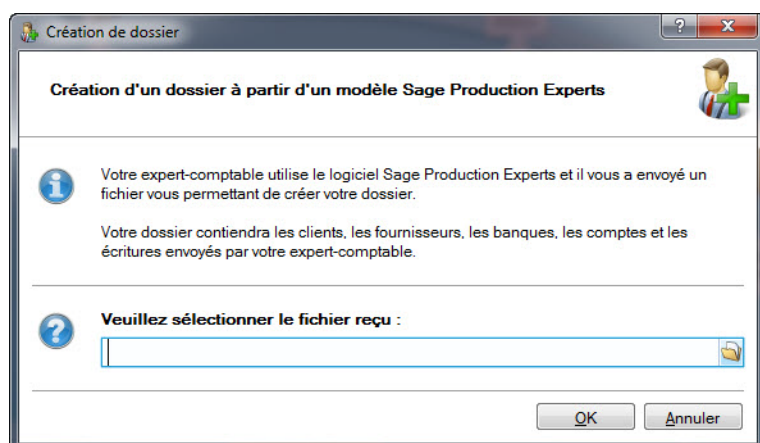 Création de dossier
?
X
Création d'un dossier à partir d'un modèle Sage Production Experts
Votre expert-comptable utilise le logiciel Sage Production Experts et il vous a envoyé un
fichier vous permettant de créer votre dossier.
Votre dossier contiendra les clients, les fournisseurs, les banques, les comptes et les
écritures envoyés par votre expert-comptable.
Veuillez sélectionner le fichier reçu :
OK
Annuler